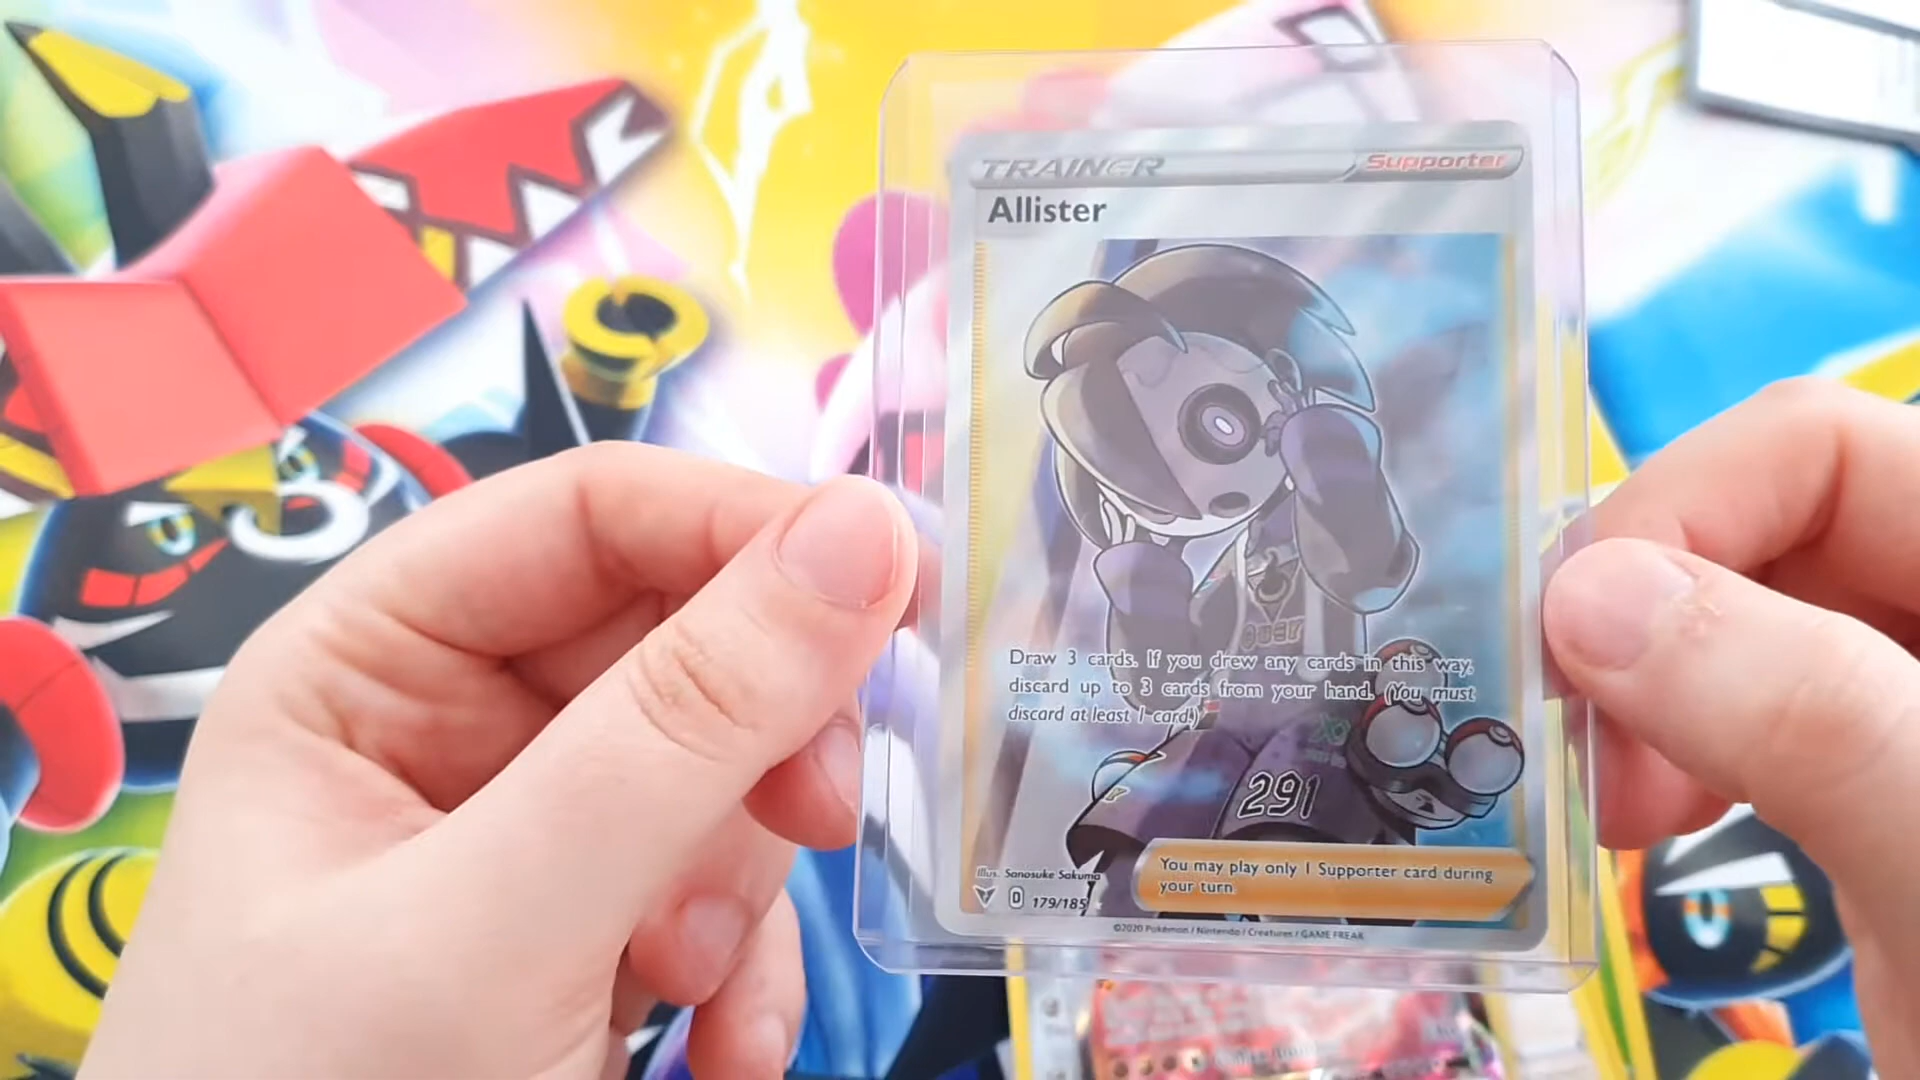 TRAINER Supporter
Allister
Draw 3 cards. If you drew any cards in this way,
discard up to 3 cards from your hand. (You must
discard at least 1 card.)
291
You may play only 1 Supporter card during
your turn.
Illus. Sanosuke Sakuma
D 179/185
©2020 Pokémon / Nintendo / Creatures / GAME FREAK